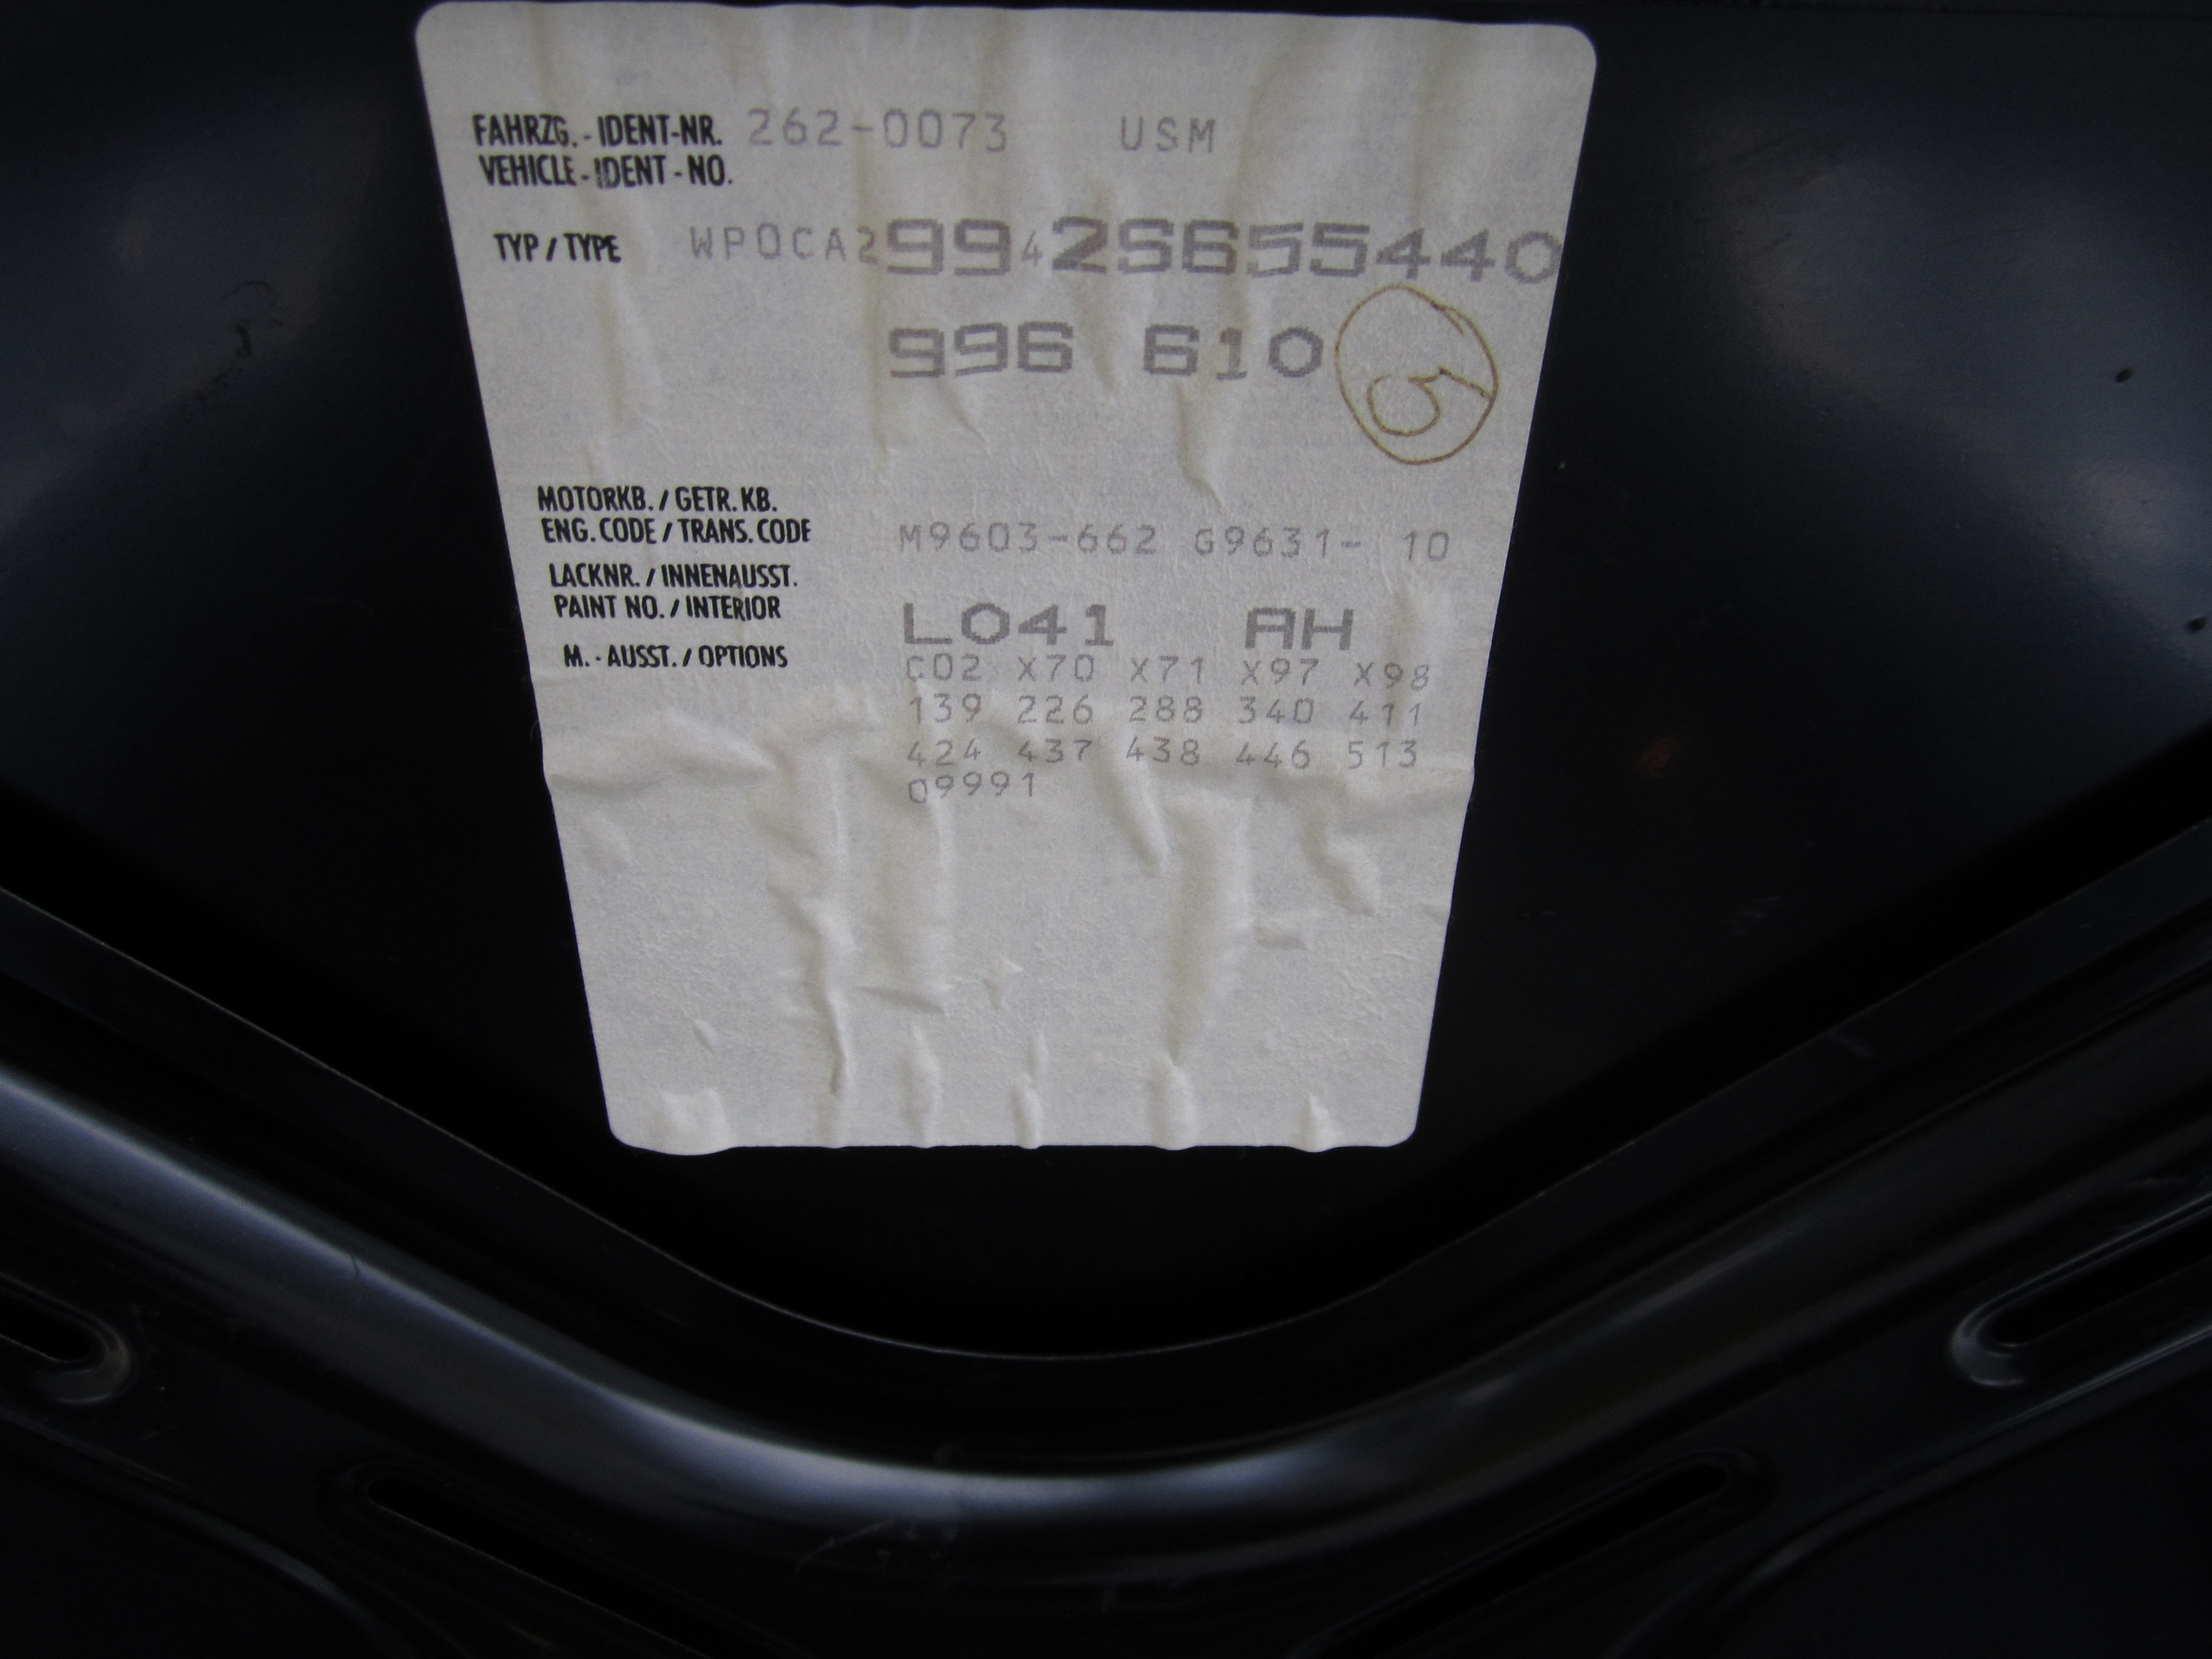 FAHRZG. - IDENT-NR. 262-0073 USM
VEHICLE - IDENT - NO.
TYP / TYPE WP0CA29942S655440
996 610 5
MOTORKB. / GETR. KB.
ENG. CODE / TRANS. CODE M9603-662 G9631- 10
LACKNR. / INNENAUSST.
PAINT NO. / INTERIOR L041 AH
M. - AUSST. / OPTIONS C02 X70 X71 X97 X98
139 226 288 340 411
424 437 438 446 513
09991